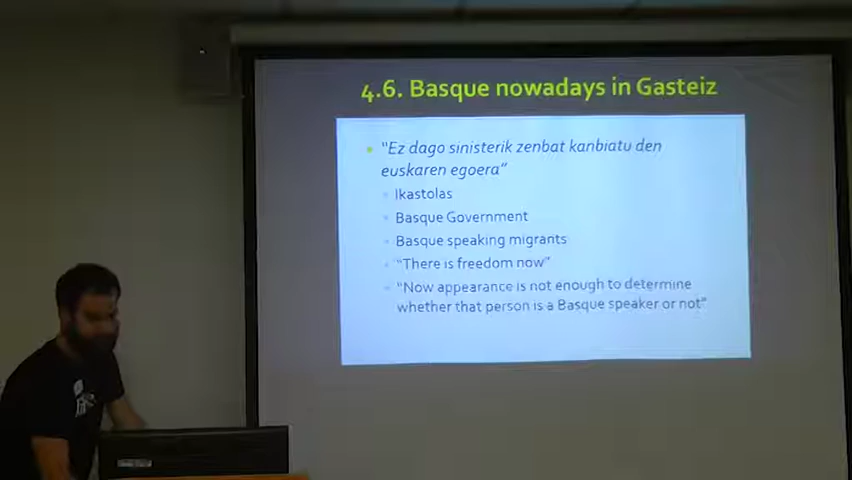 4.6. Basque nowadays in Gasteiz
"Ez dago sinisterik zenbat kanbiatu den
euskaren egoera"
Ikastolas
Basque Government
Basque speaking migrants
"There is freedom now"
"Now appearance is not enough to determine
whether that person is a Basque speaker or not"